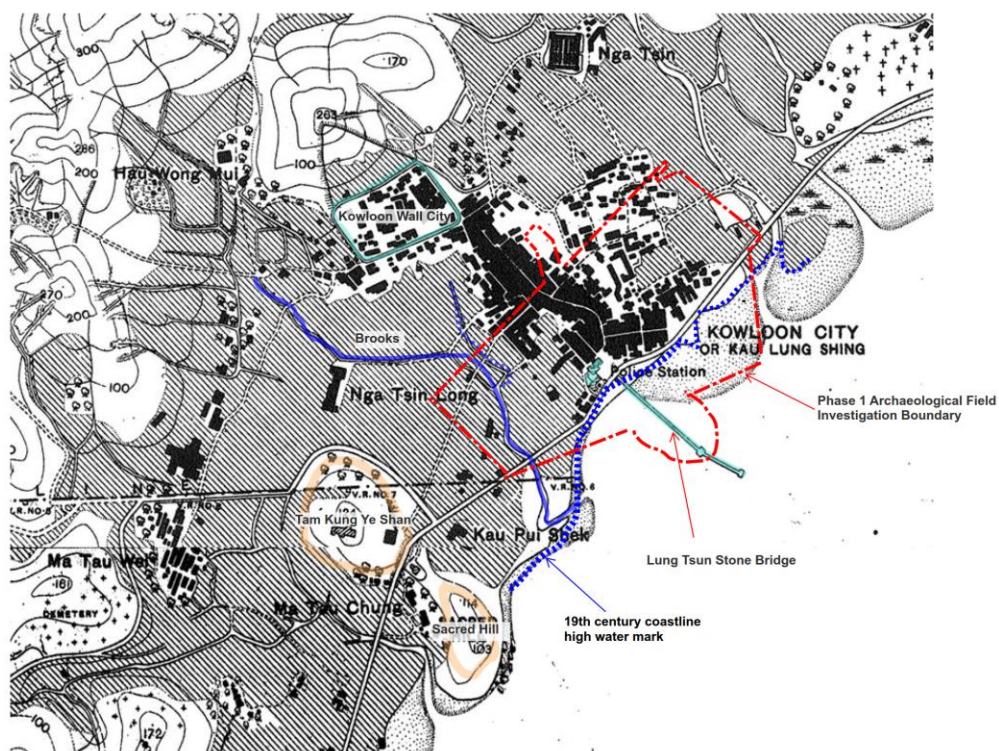 300
170
Nga Tsin
263
286
200
100
Hau Wong Mui
Kowloon Wall City
270
200
Brooks
KOWLOON CITY
OR KAU LUNG SHING
Police Station
100
Nga Tsin Long
Phase 1 Archaeological Field
Investigation Boundary
V.R.NO.7
V.R.NO.6
Tam Kung Ye Shan
Kau Pui Shek
Lung Tsun Stone Bridge
Ma Tau Wei
161
CEMETERY
Ma Tau Chung
114
19th century coastline
high water mark
Sacred Hill
103
100
172